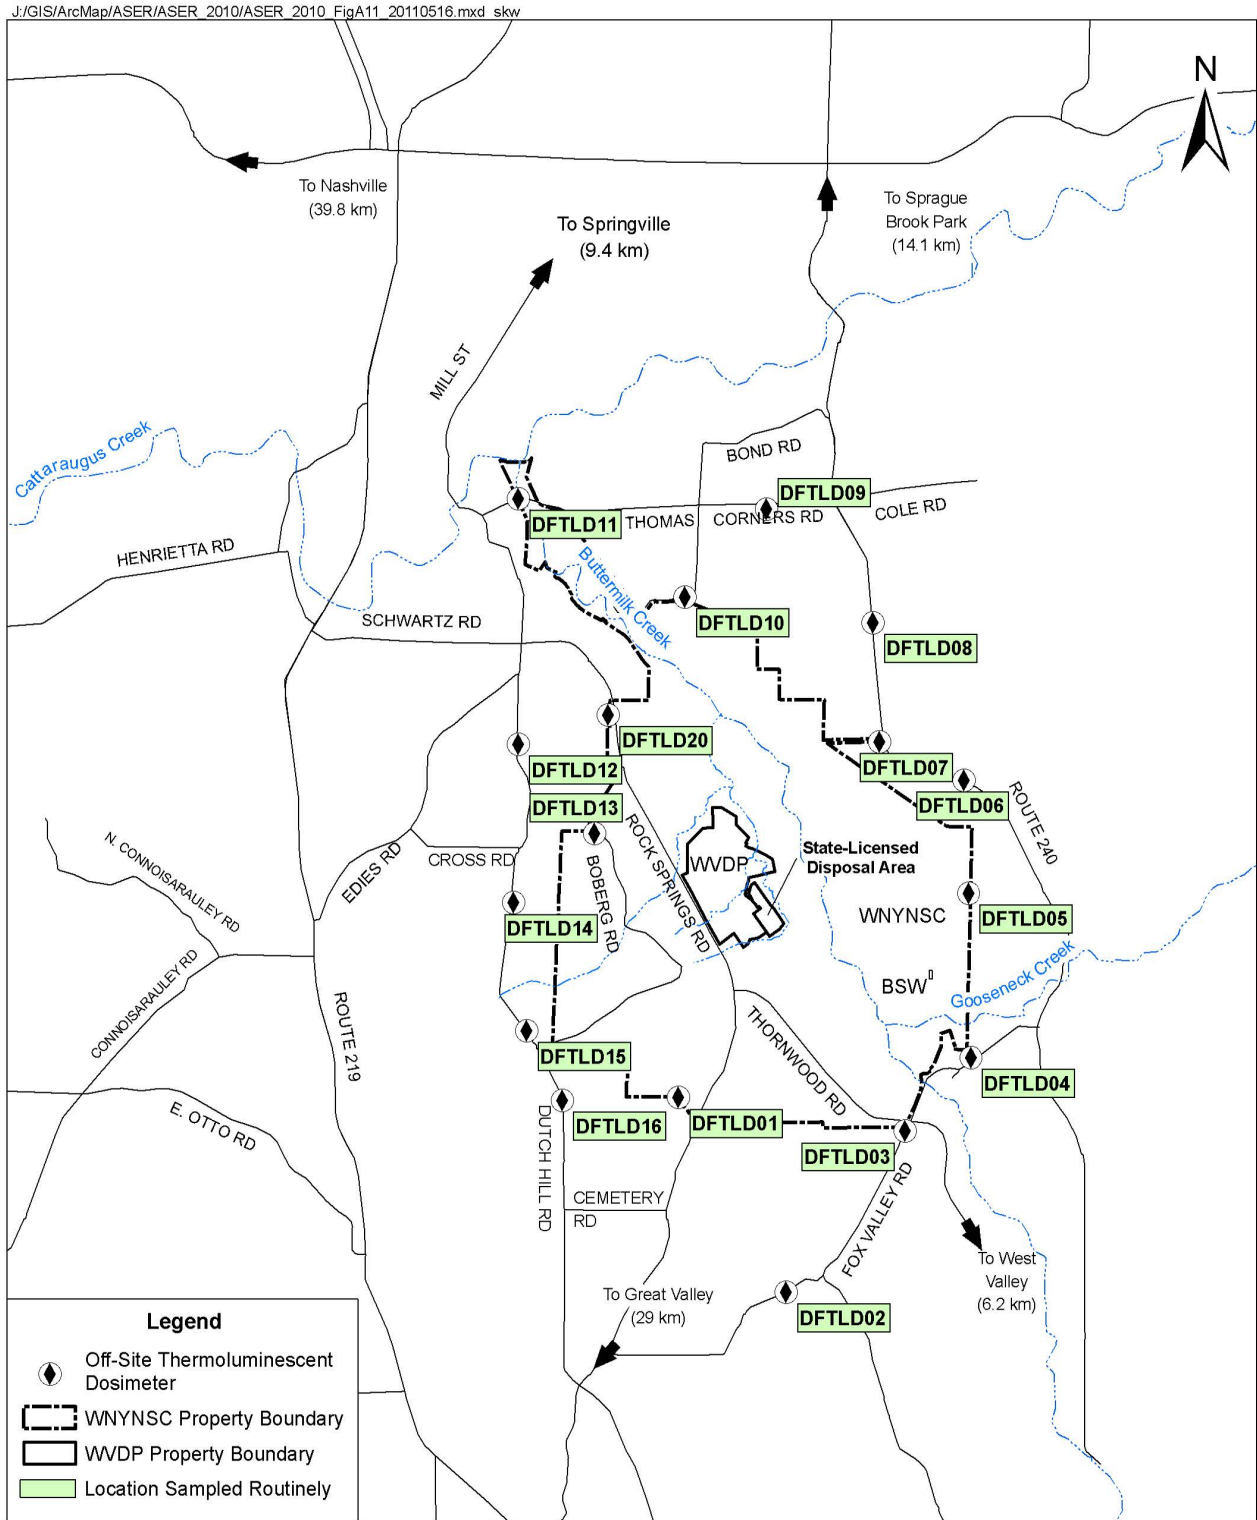 J:/GIS/ArcMap/ASER/ASER_2010/ASER_2010_FigA11_20110516.mxd skw
N
To Nashville
(39.8 km)
To Sprague
Brook Park
(14.1 km)
To Springville
(9.4 km)
MILL ST
Cattaraugus Creek
BOND RD
DFTLD09
COLE RD
DFTLD11
THOMAS
CORNERS RD
HENRIETTA RD
Buttermilk Creek
SCHWARTZ RD
DFTLD10
DFTLD08
DFTLD20
DFTLD12
DFTLD07
DFTLD13
DFTLD06
ROUTE 240
N. CONNOISARAULEY RD
EDIES RD
CROSS RD
BOBERG RD
ROCK SPRINGS RD
WVDP
State-Licensed
Disposal Area
WNYNSC
DFTLD05
DFTLD14
CONNOISARAULEY RD
BSW
Gooseneck Creek
ROUTE 219
DFTLD15
THORNWOOD RD
DFTLD04
E. OTTO RD
DUTCH HILL RD
DFTLD16
DFTLD01
DFTLD03
CEMETERY
RD
FOX VALLEY RD
To West
Valley
(6.2 km)
To Great Valley
(29 km)
DFTLD02
Legend
Off-Site Thermoluminescent
Dosimeter
WNYNSC Property Boundary
WVDP Property Boundary
Location Sampled Routinely